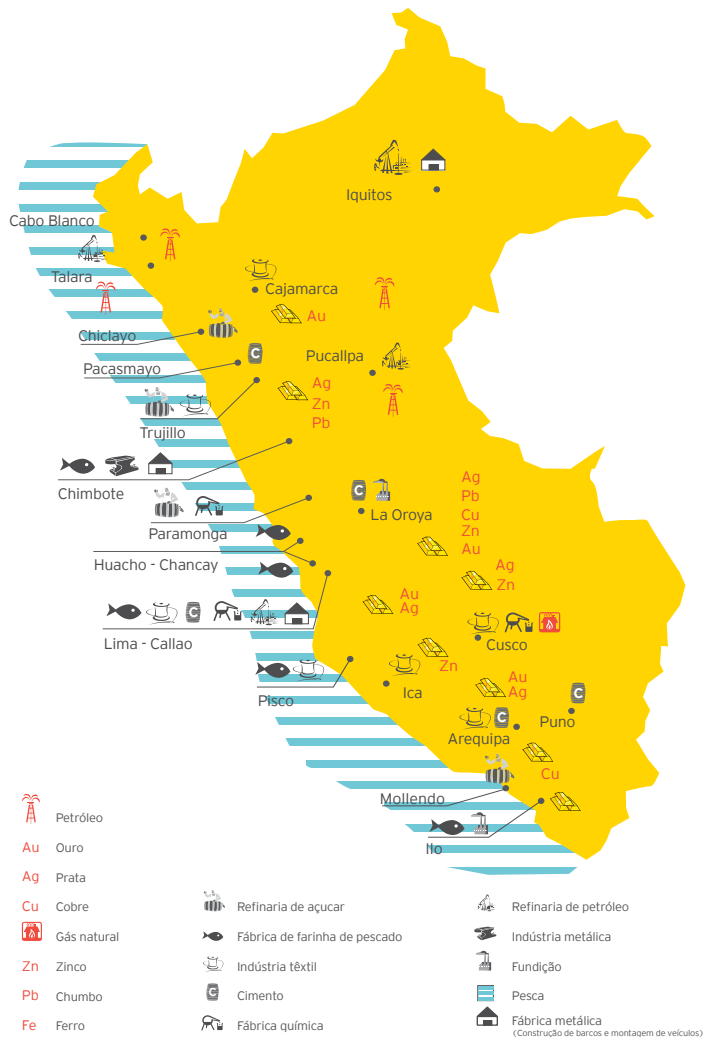 Iquitos
Cabo Blanco
Talara
Cajamarca
Au
Chiclayo
Pacasmayo
C
Pucallpa
Ag
Zn
Pb
Trujillo
Chimbote
C
La Oroya
Ag
Pb
Cu
Zn
Au
Paramonga
Huacho - Chancay
Ag
Zn
Au
Ag
C
Lima - Callao
Cusco
Zn
Pisco
Ica
Au
Ag
C
Puno
C
Arequipa
Cu
Mollendo
Ilo
Petróleo
Au Ouro
Ag Prata
Cu Cobre
Gás natural
Zn Zinco
Pb Chumbo
Fe Ferro
Refinaria de açucar
Fábrica de farinha de pescado
Indústria têxtil
C Cimento
Fábrica química
Refinaria de petróleo
Indústria metálica
Fundição
Pesca
Fábrica metálica
(Construção de barcos e montagem de veículos)